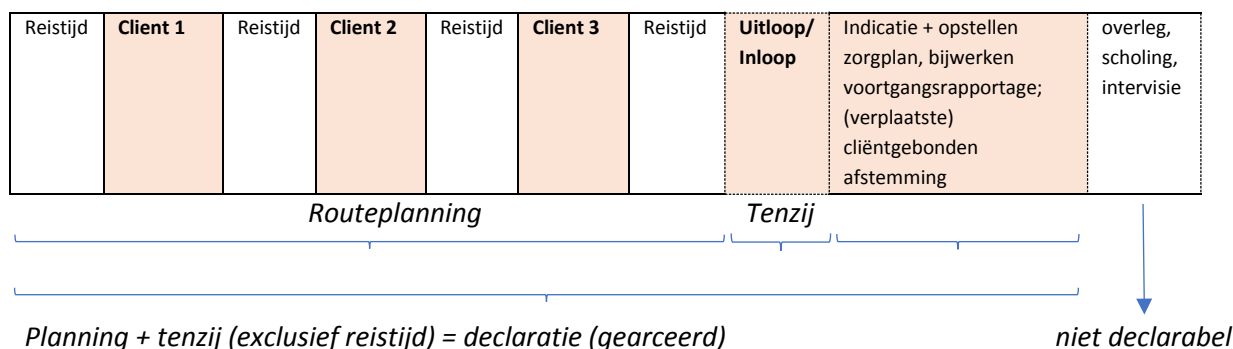 Reistijd
Client 1
Reistijd
Client 2
Reistijd
Client 3
Reistijd
Uitloop/
Inloop
Indicatie + opstellen
zorgplan, bijwerken
voortgangsrapportage;
(verplaatste)
cliëntgebonden
afstemming
overleg,
scholing,
intervisie
Routeplanning
Tenzij
Planning + tenzij (exclusief reistijd) = declaratie (gearceerd)
niet declarabel